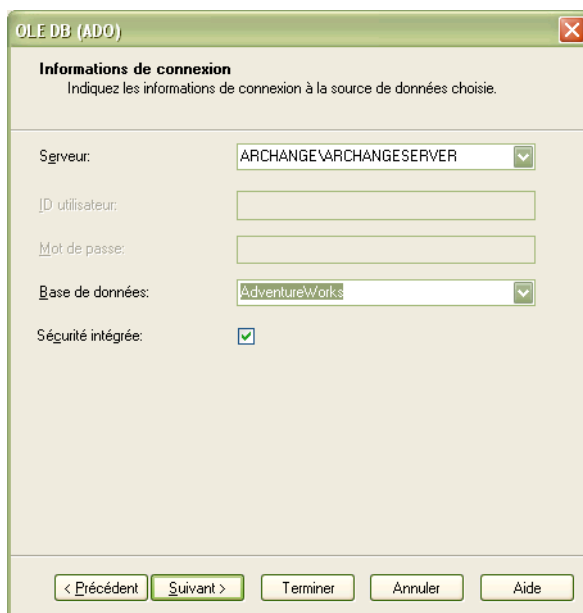 OLE DB (ADO)
Informations de connexion
Indiquez les informations de connexion à la source de données choisie.
Serveur: ARCHANGE\ARCHANGESERVER
ID utilisateur:
Mot de passe:
Base de données: AdventureWorks
Sécurité intégrée:
< Précédent Suivant > Terminer Annuler Aide